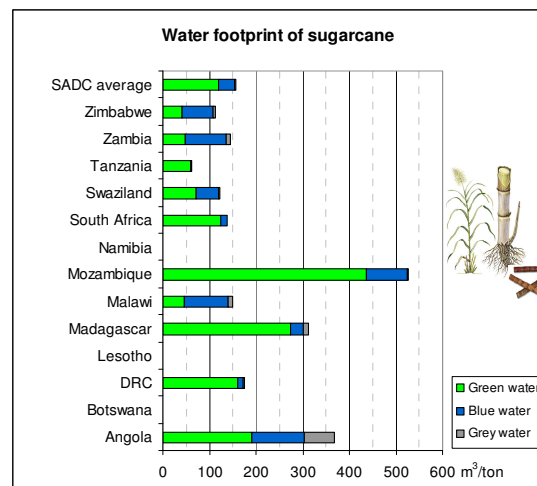 Water footprint of sugarcane
SADC average
Zimbabwe
Zambia
Tanzania
Swaziland
South Africa
Namibia
Mozambique
Malawi
Madagascar
Lesotho
DRC
Botswana
Angola
Green water
Blue water
Grey water
0 100 200 300 400 500 600 m³/ton